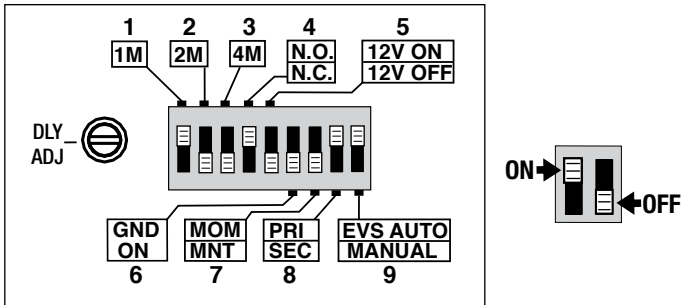 1 2 3 4 5
1M 2M 4M N.O. 12V ON
N.C. 12V OFF
DLY
ADJ
ON
OFF
GND MOM PRI EVS AUTO
ON MNT SEC MANUAL
6 7 8 9